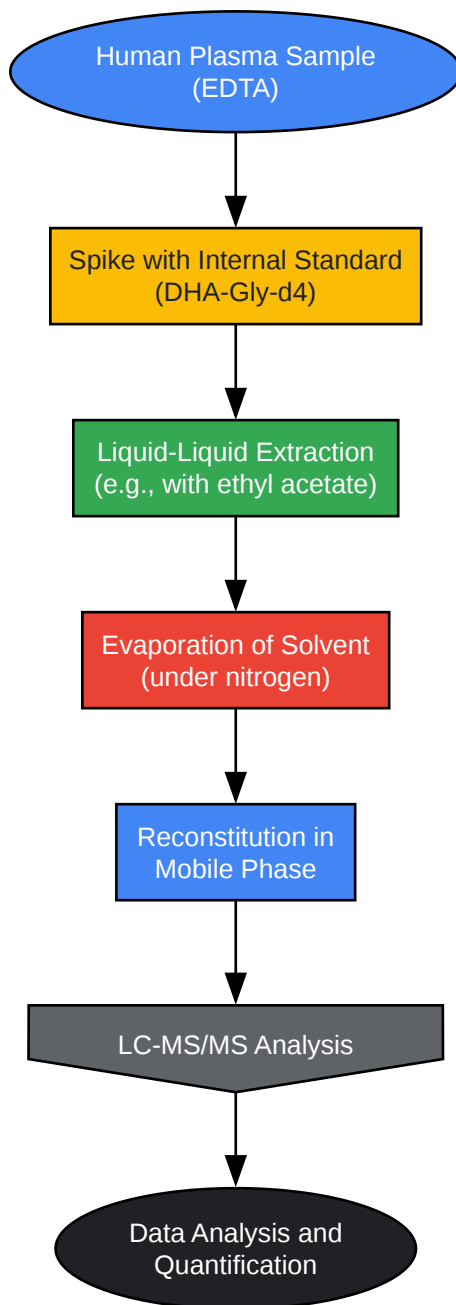 Human Plasma Sample
(EDTA)
Spike with Internal Standard
(DHA-Gly-d4)
Liquid-Liquid Extraction
(e.g., with ethyl acetate)
Evaporation of Solvent
(under nitrogen)
Reconstitution in
Mobile Phase
LC-MS/MS Analysis
Data Analysis and
Quantification